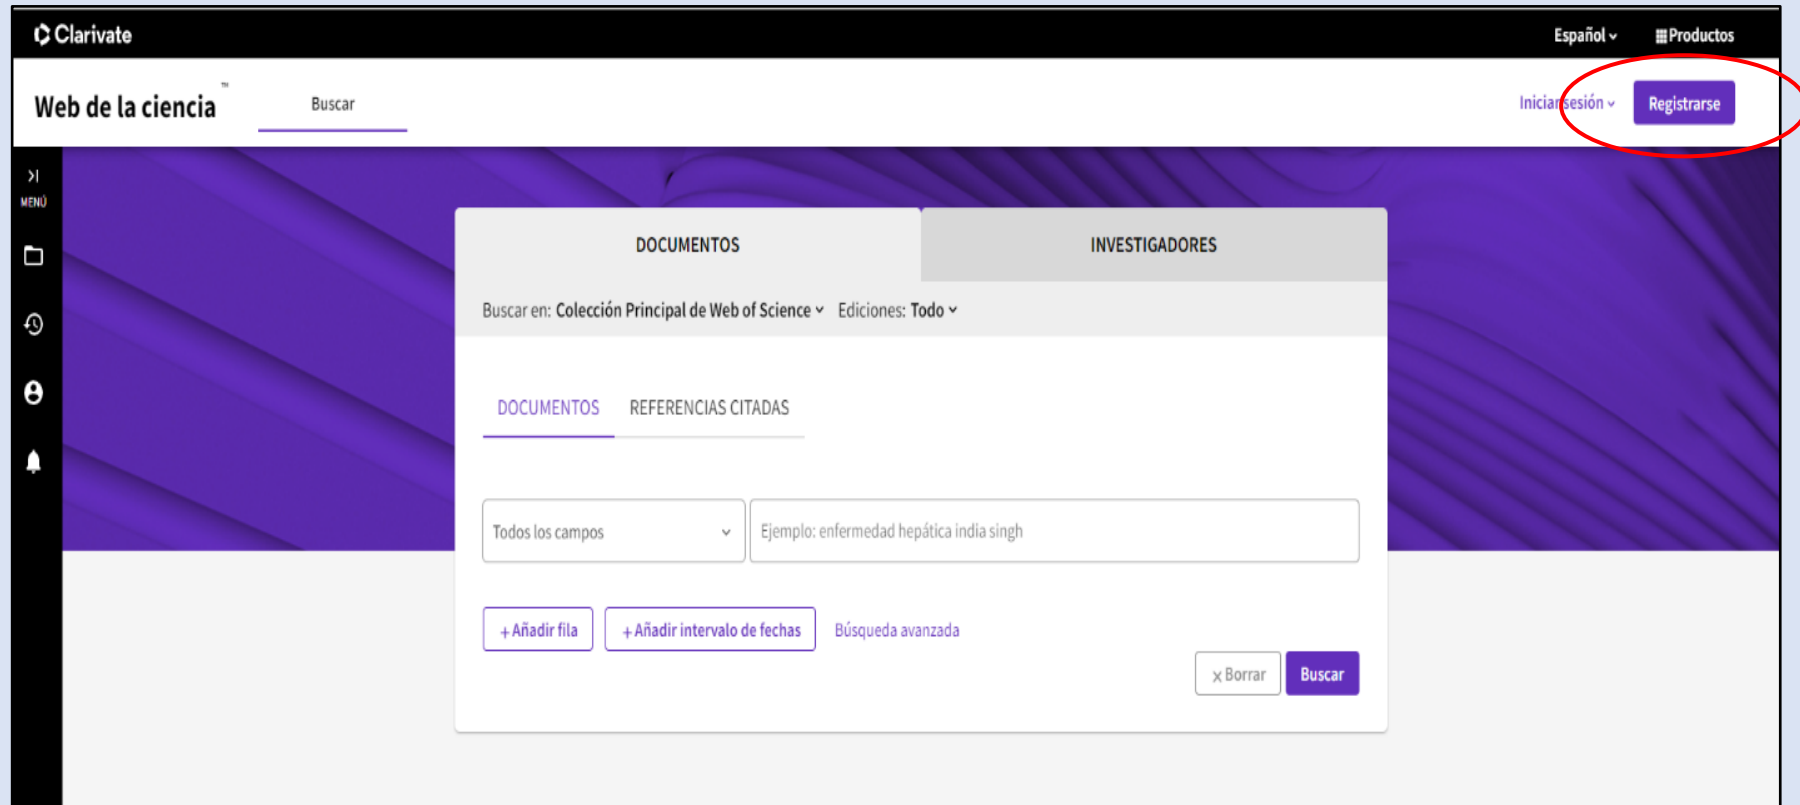 Clarivate
Español
Productos
Web de la ciencia ™
Buscar
Iniciar sesión
Registrarse
MENÚ
DOCUMENTOS
INVESTIGADORES
Buscar en: Colección Principal de Web of Science Ediciones: Todo
DOCUMENTOS
REFERENCIAS CITADAS
Todos los campos
Ejemplo: enfermedad hepática india singh
+ Añadir fila
+ Añadir intervalo de fechas
Búsqueda avanzada
× Borrar
Buscar